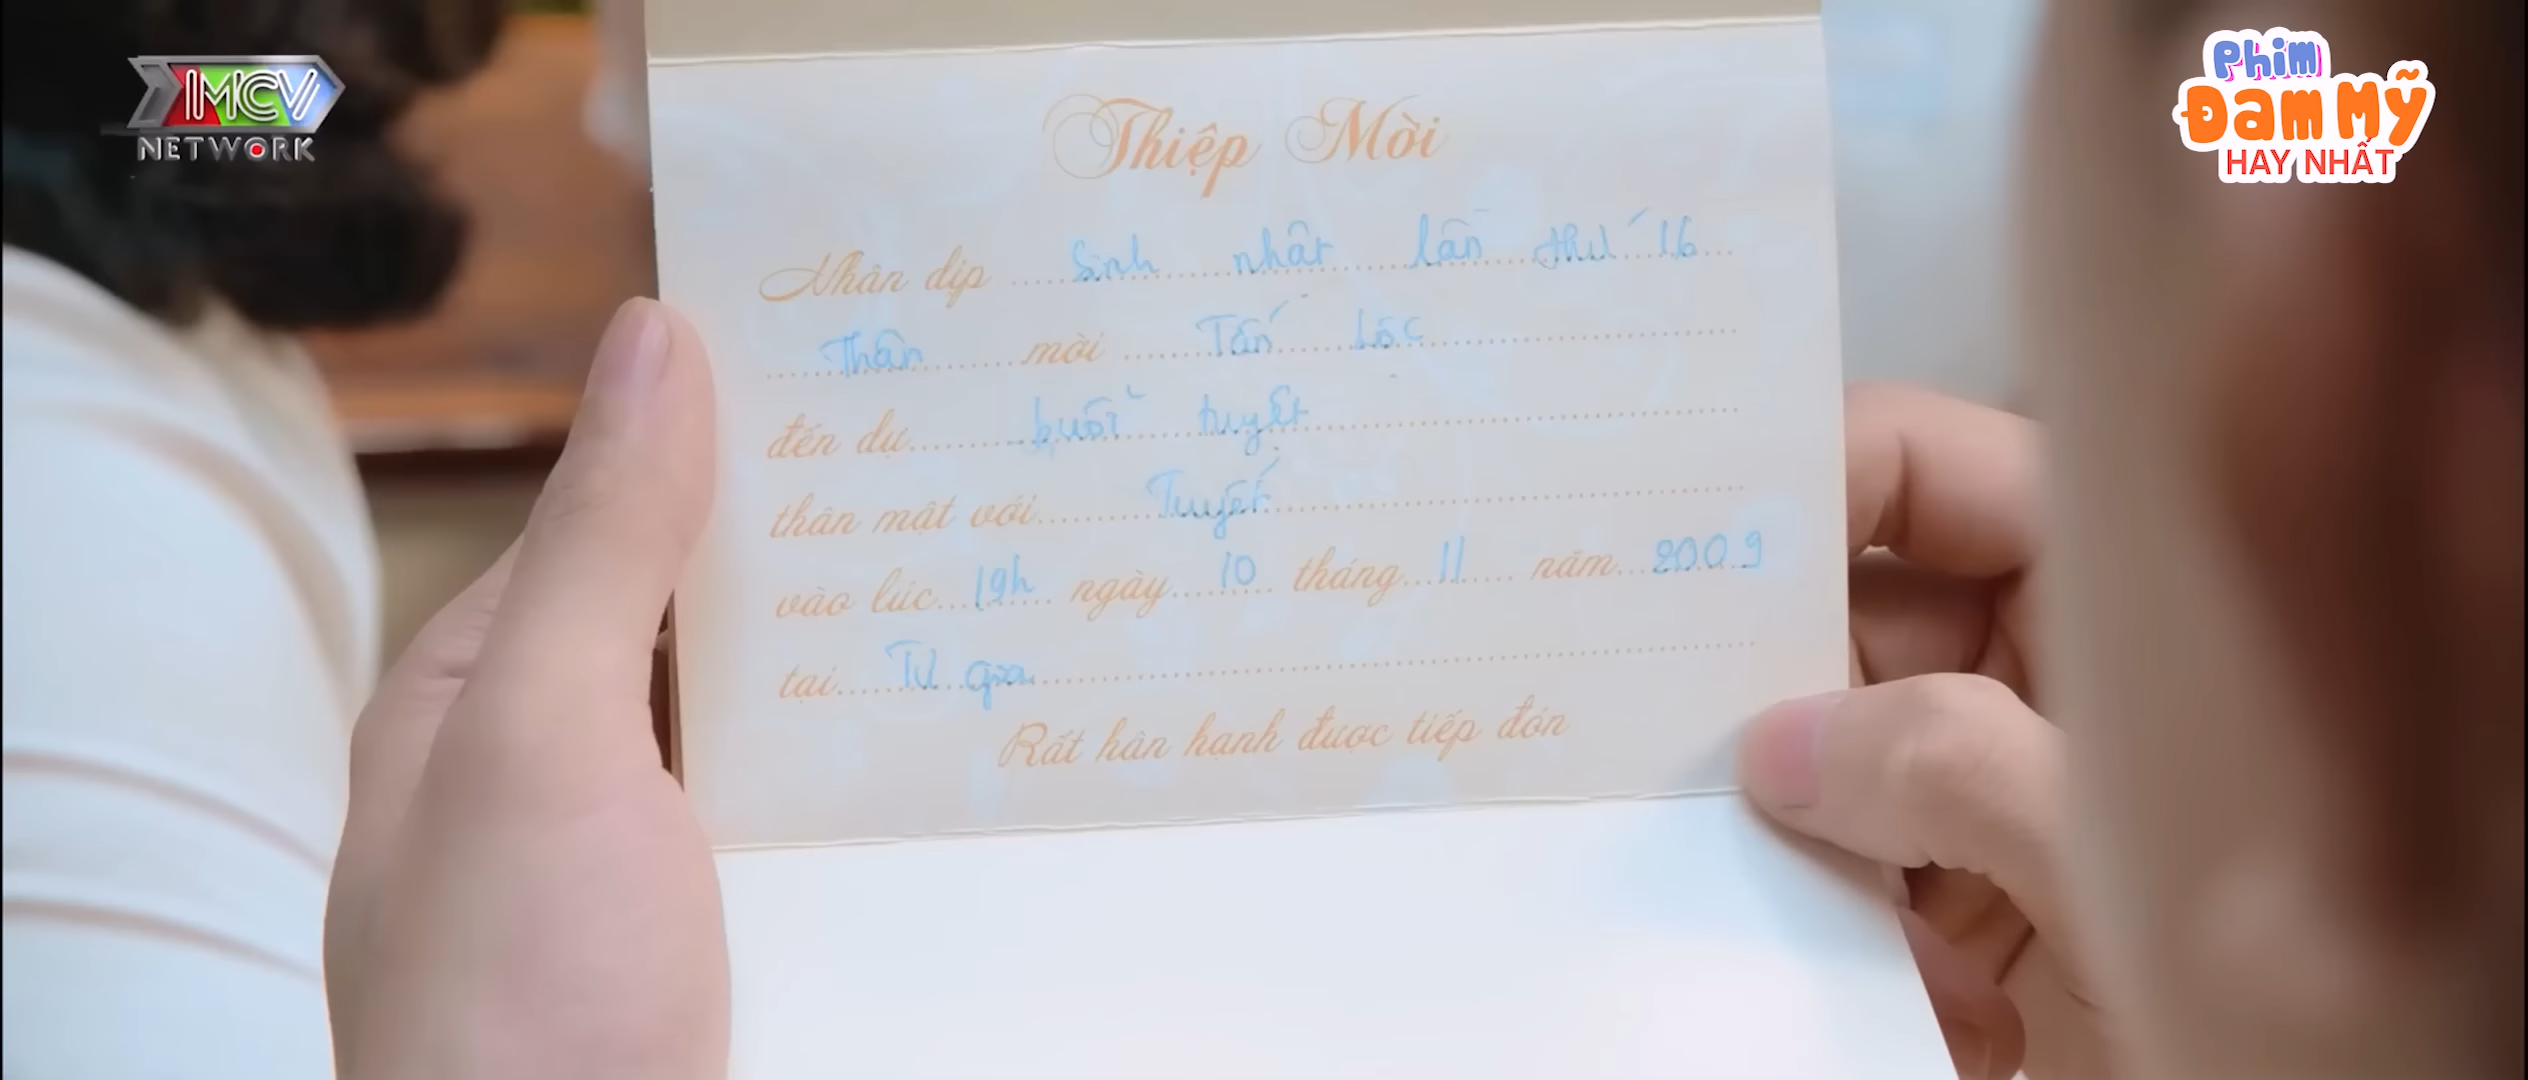 MCV
NETWORK
Phim
Đam Mỹ
HAY NHẤT
Thiệp Mời
Nhân dịp Sinh nhật lần thứ 16
Thân mời Tấn Lộc
đến dự buổi tuyệt
thân mật với Tuyết
vào lúc 19h ngày 10 tháng 11 năm 2009
tại Tư gia
Rất hân hạnh được tiếp đón